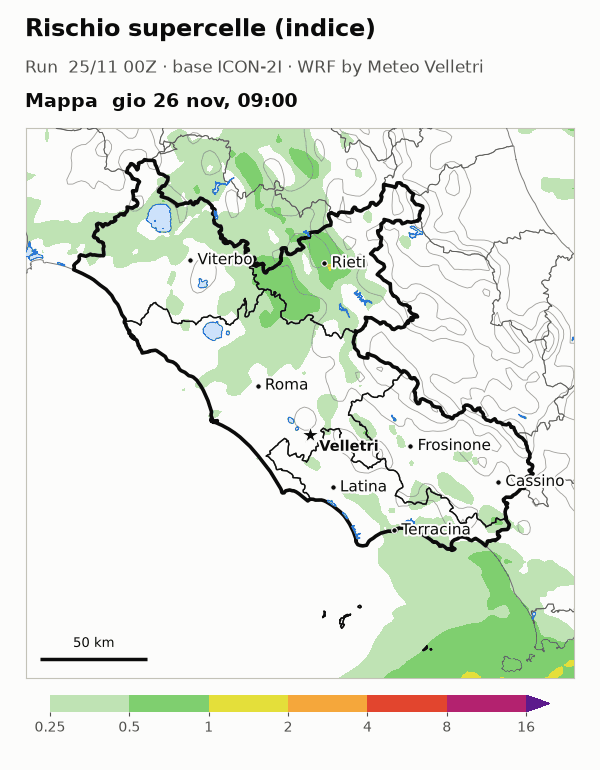 Rischio supercelle (indice)
Run  25/11 00Z · base ICON-2I · WRF by Meteo Velletri
Mappa  gio 26 nov, 09:00
Viterbo
Rieti
Roma
Velletri
Frosinone
Latina
Cassino
Terracina
50 km
0.25 0.5 1 2 4 8 16